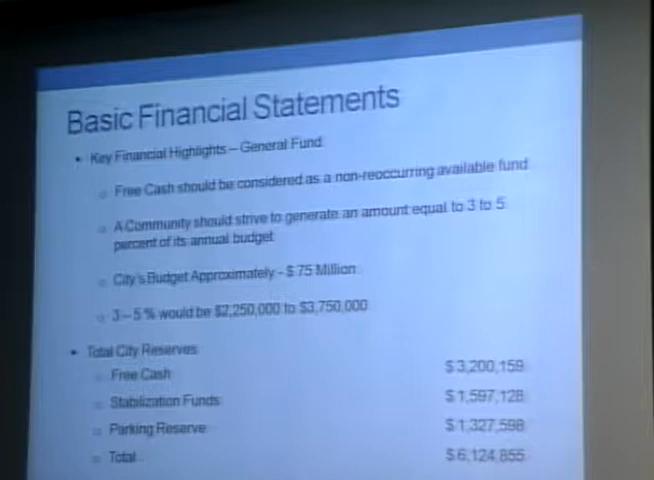 Basic Financial Statements
• Key Financial Highlights – General Fund
o Free Cash should be considered as a non-reoccurring available fund
o A Community should strive to generate an amount equal to 3 to 5
percent of its annual budget
o City's Budget Approximately - $ 75 Million
o 3 – 5 % would be $2,250,000 to $3,750,000
• Total City Reserves
o Free Cash $ 3,200,159
o Stabilization Funds $ 1,597,128
o Parking Reserve $ 1,327,598
o Total $ 6,124,855